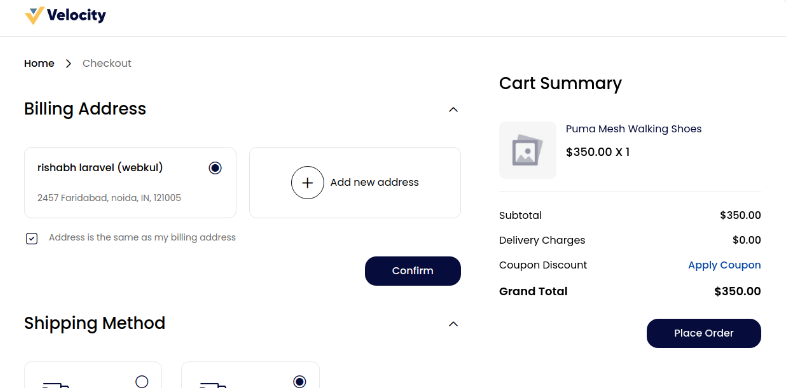 Velocity
Home > Checkout
Billing Address
rishabh laravel (webkul)
2457 Faridabad, noida, IN, 121005
Add new address
Address is the same as my billing address
Confirm
Shipping Method
Cart Summary
Puma Mesh Walking Shoes
$350.00 X 1
Subtotal $350.00
Delivery Charges $0.00
Coupon Discount Apply Coupon
Grand Total $350.00
Place Order